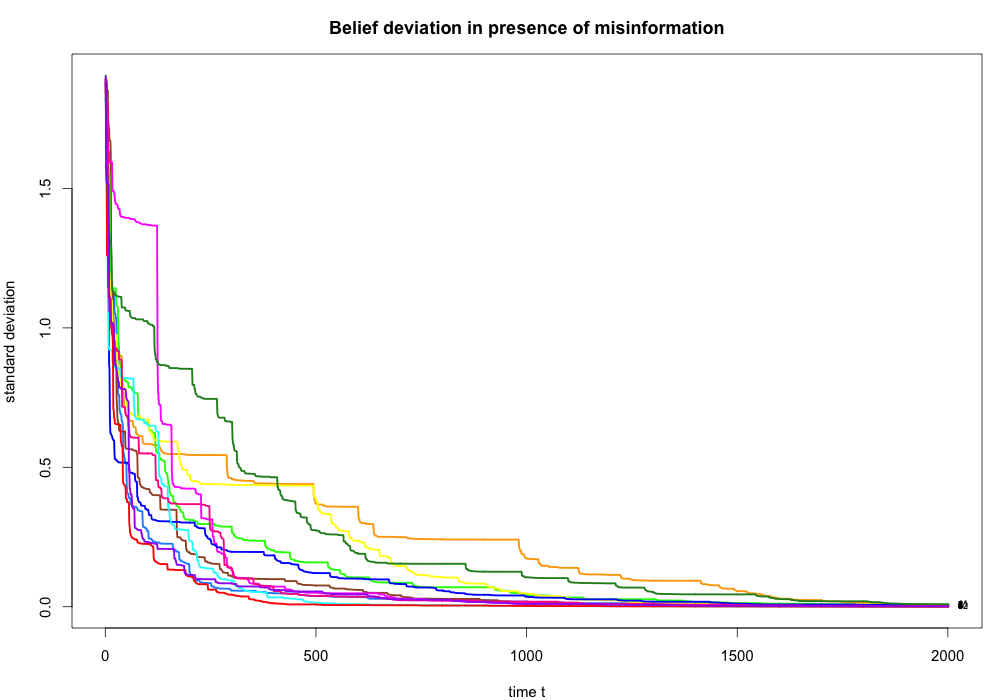 Belief deviation in presence of misinformation
standard deviation
1.5
1.0
0.5
0.0
0 500 1000 1500 2000
time t